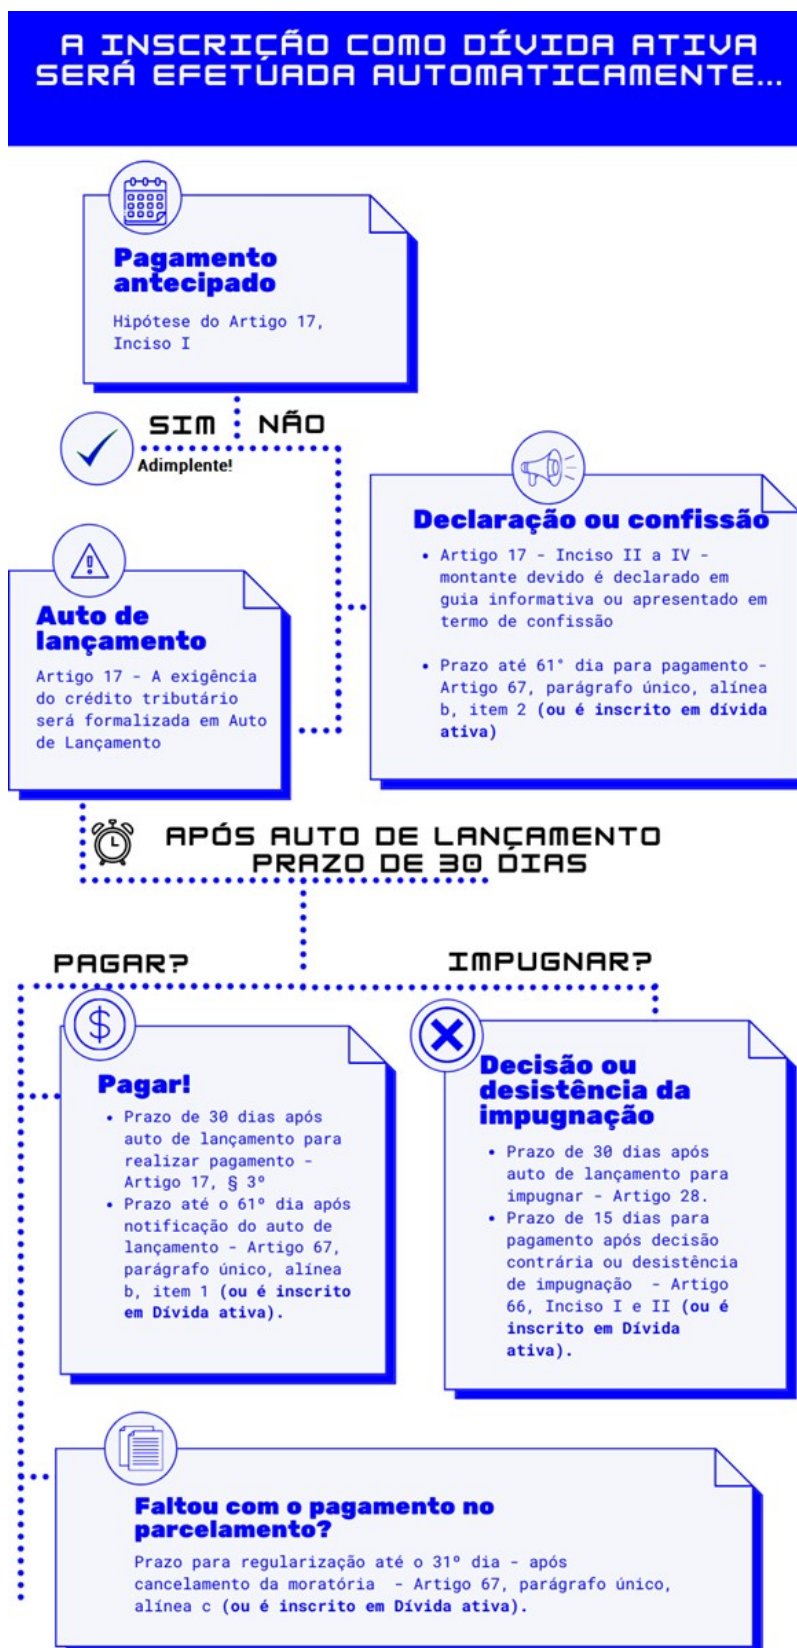 A INSCRIÇÃO COMO DÍVIDA ATIVA
SERÁ EFETUADA AUTOMATICAMENTE...
Pagamento
antecipado
Hipótese do Artigo 17,
Inciso I
SIM
NÃO
Adimplente!
Declaração ou confissão
• Artigo 17 - Inciso II a IV -
montante devido é declarado em
guia informativa ou apresentado em
termo de confissão
• Prazo até 61° dia para pagamento -
Artigo 67, parágrafo único, alínea
b, item 2 (ou é inscrito em dívida
ativa)
Auto de
lançamento
Artigo 17 - A exigência
do crédito tributário
será formalizada em Auto
de Lançamento
APÓS AUTO DE LANÇAMENTO
PRAZO DE 30 DIAS
PAGAR?
IMPUGNAR?
Pagar!
• Prazo de 30 dias após
auto de lançamento para
realizar pagamento -
Artigo 17, § 3º
• Prazo até o 61º dia após
notificação do auto de
lançamento - Artigo 67,
parágrafo único, alínea
b, item 1 (ou é inscrito
em Dívida ativa).
Decisão ou
desistência da
impugnação
• Prazo de 30 dias após
auto de lançamento para
impugnar - Artigo 28.
• Prazo de 15 dias para
pagamento após decisão
contrária ou desistência
de impugnação - Artigo
66, Inciso I e II (ou é
inscrito em Dívida
ativa).
Faltou com o pagamento no
parcelamento?
Prazo para regularização até o 31º dia - após
cancelamento da moratória - Artigo 67, parágrafo único,
alínea c (ou é inscrito em Dívida ativa).